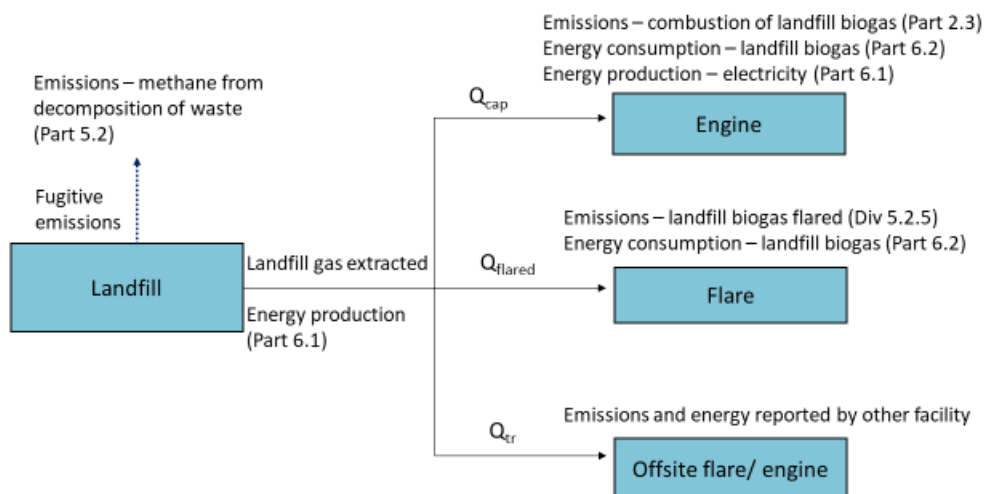 Emissions – combustion of landfill biogas (Part 2.3)
Energy consumption – landfill biogas (Part 6.2)
Energy production – electricity (Part 6.1)
Emissions – methane from
decomposition of waste
(Part 5.2)
Q_cap
Engine
Fugitive
emissions
Emissions – landfill biogas flared (Div 5.2.5)
Energy consumption – landfill biogas (Part 6.2)
Landfill
Landfill gas extracted
Q_flared
Flare
Energy production
(Part 6.1)
Emissions and energy reported by other facility
Q_tr
Offsite flare/ engine